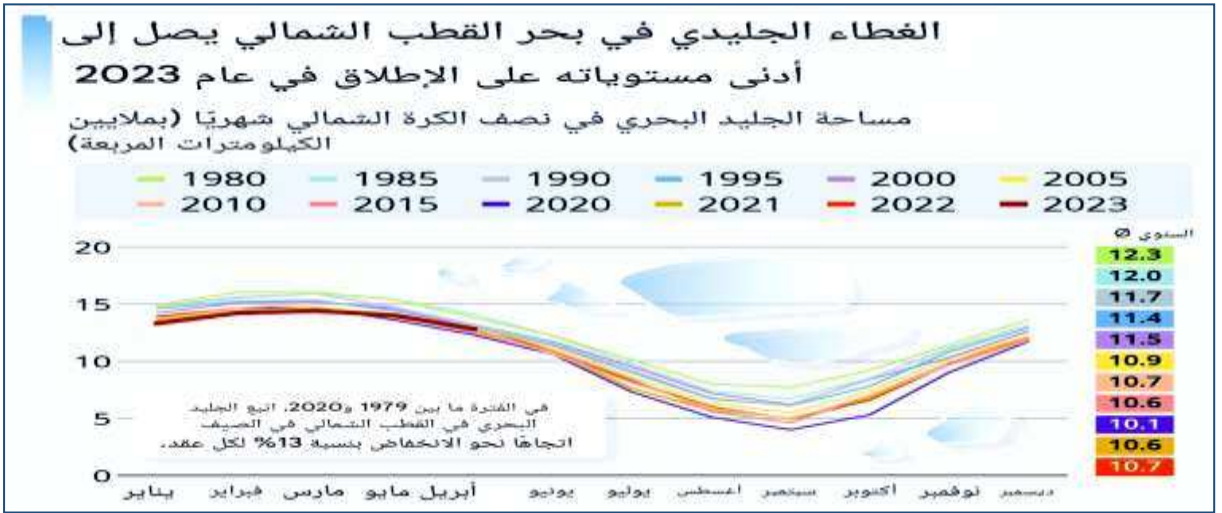 الغطاء الجليدي في بحر القطب الشمالي يصل إلى
أدنى مستوياته على الإطلاق في عام 2023
مساحة الجليد البحري في نصف الكرة الشمالي شهريًا (بملايين
الكيلومترات المربعة)
1980 1985 1990 1995 2000 2005
2010 2015 2020 2021 2022 2023
السنوي Ø
20
15
10
5
0
12.3
12.0
11.7
11.4
11.5
10.9
10.7
10.6
10.1
10.6
10.7
في الفترة ما بين 1979 و2020، اتبع الجليد
البحري في القطب الشمالي في الصيف
اتجاهًا نحو الانخفاض بنسبة 13% لكل عقد.
يناير فبراير مارس مايو أبريل يونيو يوليو أغسطس سبتمبر أكتوبر نوفمبر ديسمبر